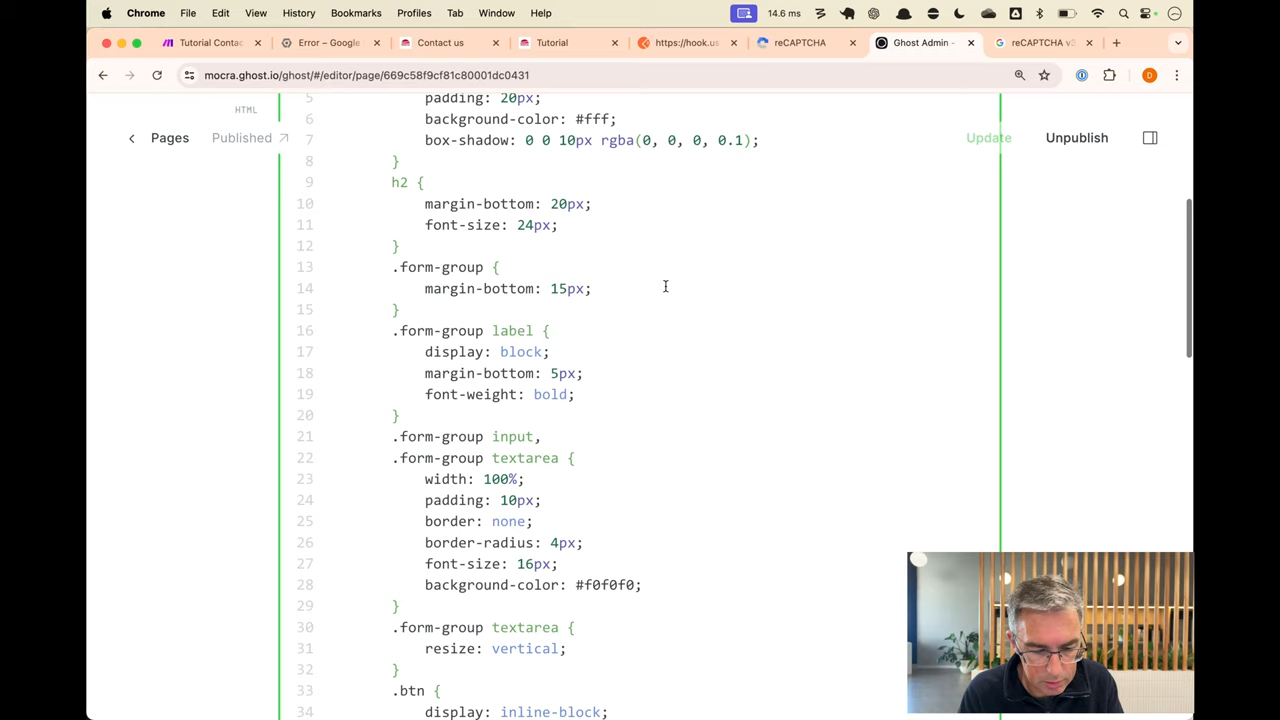 Chrome File Edit View History Bookmarks Profiles Tab Window Help 14.6 ms
Tutorial Contac Error – Google Contact us Tutorial https://hook.us reCAPTCHA Ghost Admin - reCAPTCHA v2
mocra.ghost.io/ghost/#/editor/page/669c58f9cf81c80001dc0431
HTML
Pages Published Update Unpublish
5 padding: 20px;
6 background-color: #fff;
7 box-shadow: 0 0 10px rgba(0, 0, 0, 0.1);
8 }
9 h2 {
10 margin-bottom: 20px;
11 font-size: 24px;
12 }
13 .form-group {
14 margin-bottom: 15px;
15 }
16 .form-group label {
17 display: block;
18 margin-bottom: 5px;
19 font-weight: bold;
20 }
21 .form-group input,
22 .form-group textarea {
23 width: 100%;
24 padding: 10px;
25 border: none;
26 border-radius: 4px;
27 font-size: 16px;
28 background-color: #f0f0f0;
29 }
30 .form-group textarea {
31 resize: vertical;
32 }
33 .btn {
34 display: inline-block;